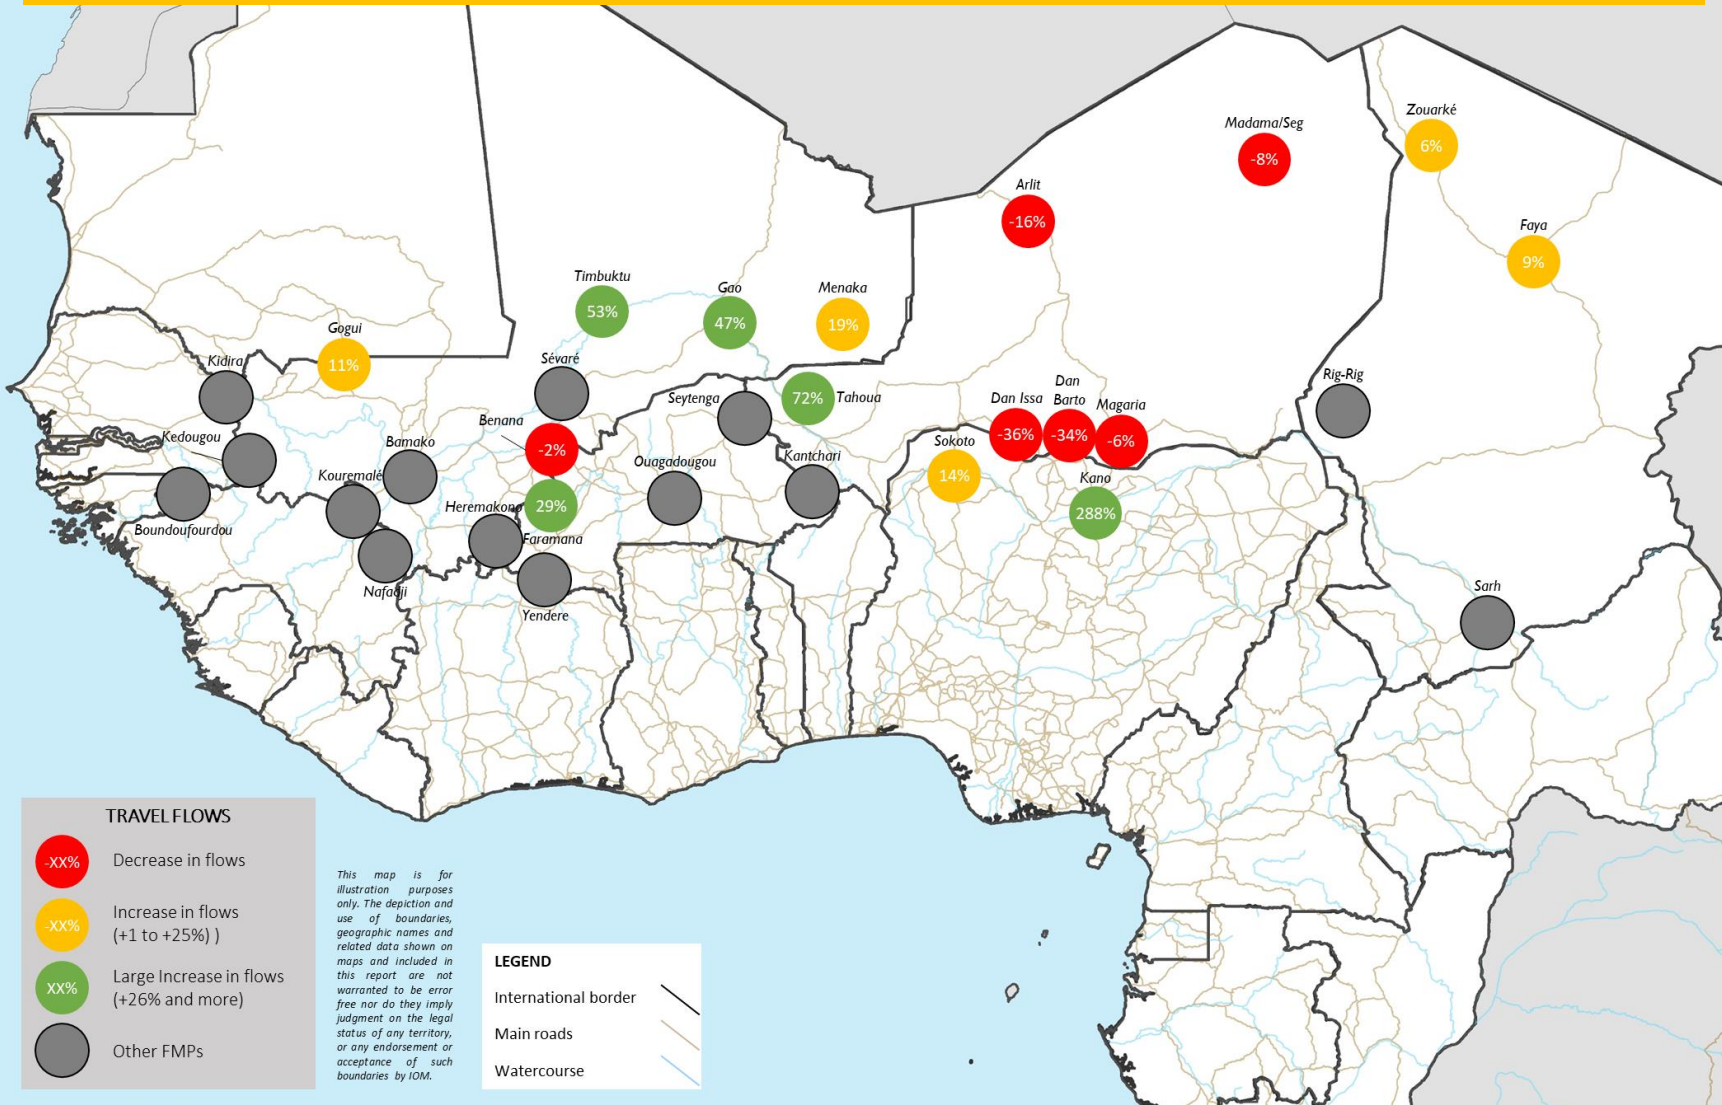 Zouarké
6%
Madama/Seg
-8%
Arlit
-16%
Faya
9%
Timbuktu
53%
Gao
47%
Menaka
19%
Gogui
11%
Kidira
Sévaré
Seytenga
72%
Tahoua
Rig-Rig
Dan Issa
-36%
Dan
Barto
-34%
Magaria
-6%
Benana
-2%
Sokoto
14%
Kedougou
Bamako
Kouremalé
Ouagadougou
Kantchari
Kano
288%
Heremakono
29%
Faramana
Boundoufourdou
Nafadji
Yendere
Sarh
TRAVEL FLOWS
-XX%
Decrease in flows
-XX%
Increase in flows
(+1 to +25%) )
XX%
Large Increase in flows
(+26% and more)
Other FMPs
This map is for
illustration purposes
only. The depiction and
use of boundaries,
geographic names and
related data shown on
maps and included in
this report are not
warranted to be error
free nor do they imply
judgment on the legal
status of any territory,
or any endorsement or
acceptance of such
boundaries by IOM.
LEGEND
International border
Main roads
Watercourse